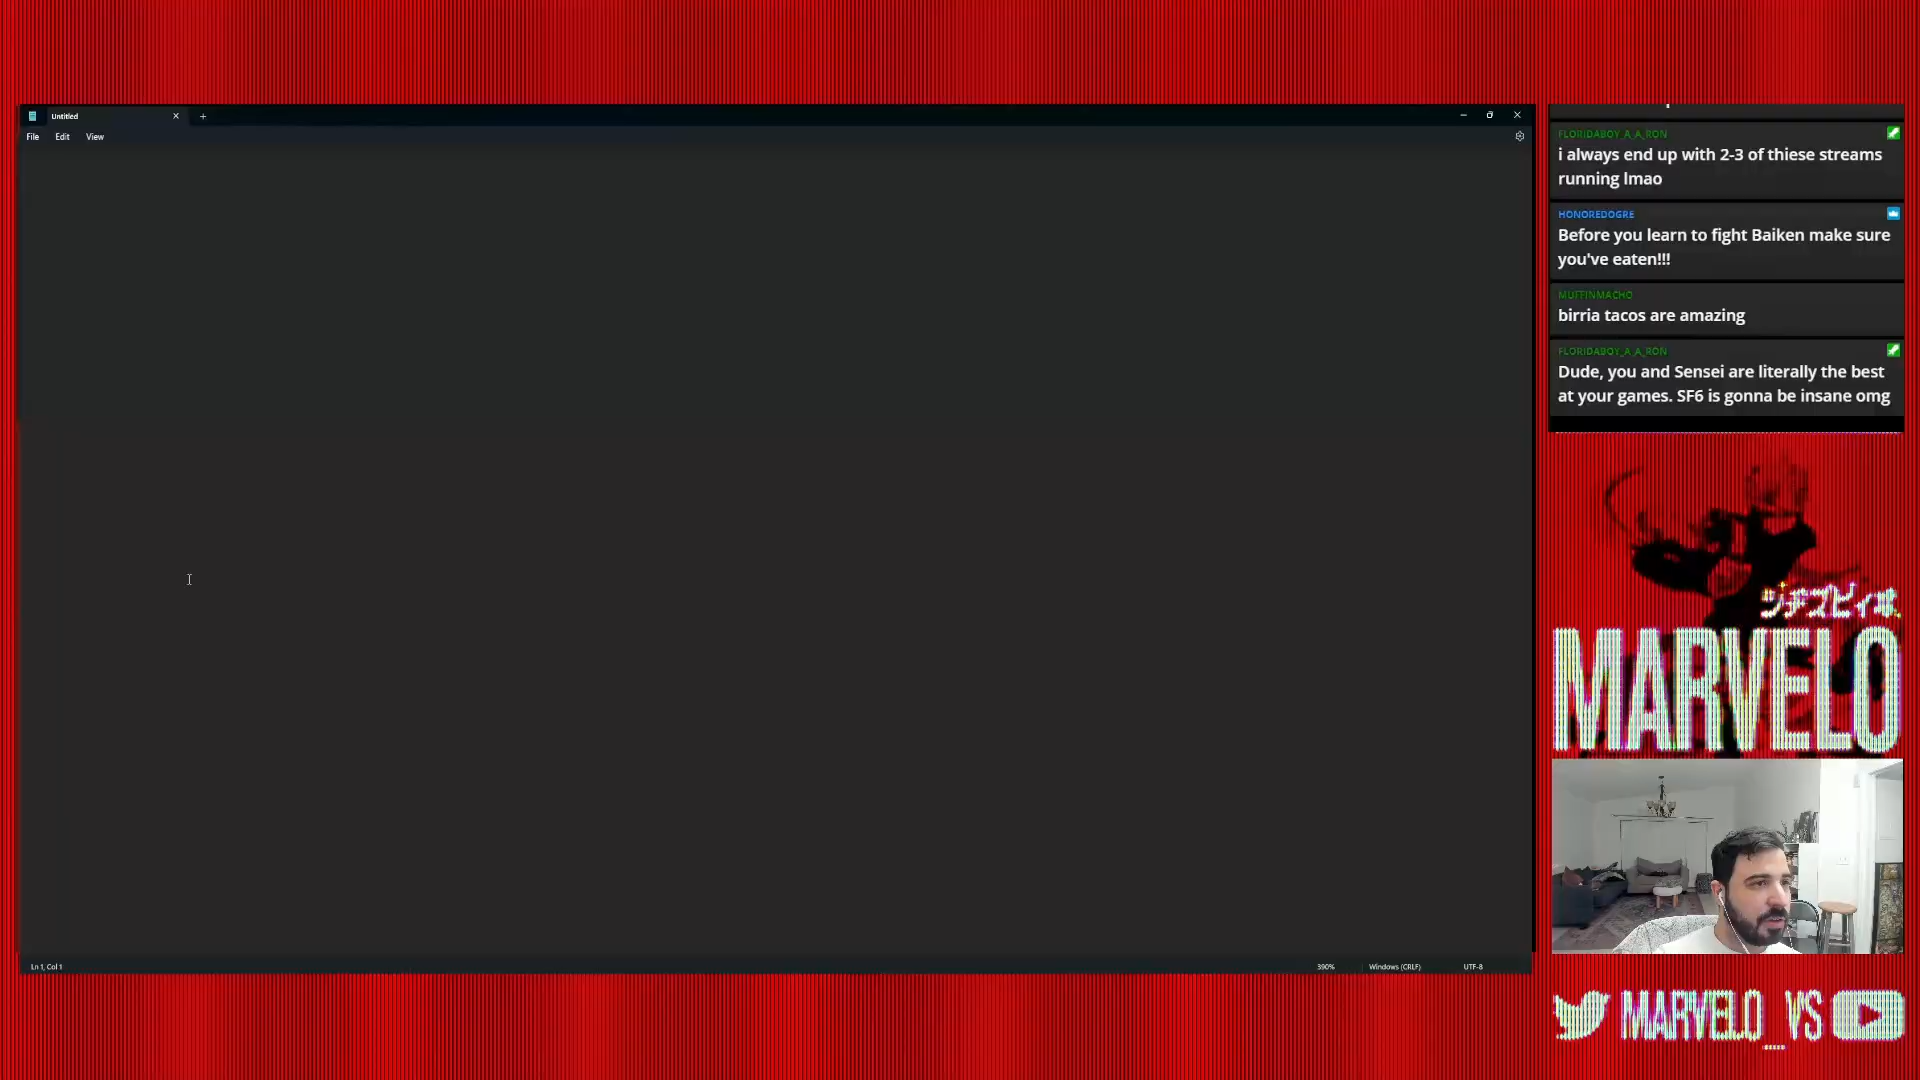 Untitled
File Edit View
FLORIDABOY_A_A_RON
i always end up with 2-3 of thiese streams
running lmao
HONOREDOGRE
Before you learn to fight Baiken make sure
you've eaten!!!
MUFFINMACHO
birria tacos are amazing
FLORIDABOY_A_A_RON
Dude, you and Sensei are literally the best
at your games. SF6 is gonna be insane omg
MARVELO
MARVELO_VS
Ln 1, Col 1
390%
Windows (CRLF)
UTF-8